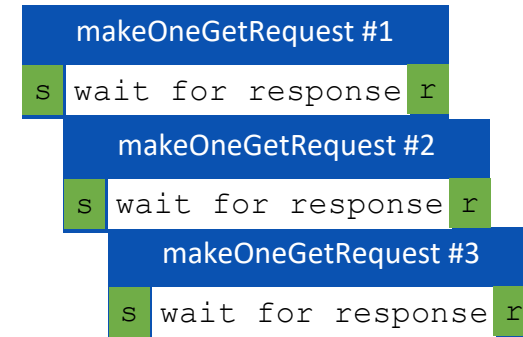 makeOneGetRequest #1
s wait for response r
makeOneGetRequest #2
s wait for response r
makeOneGetRequest #3
s wait for response r